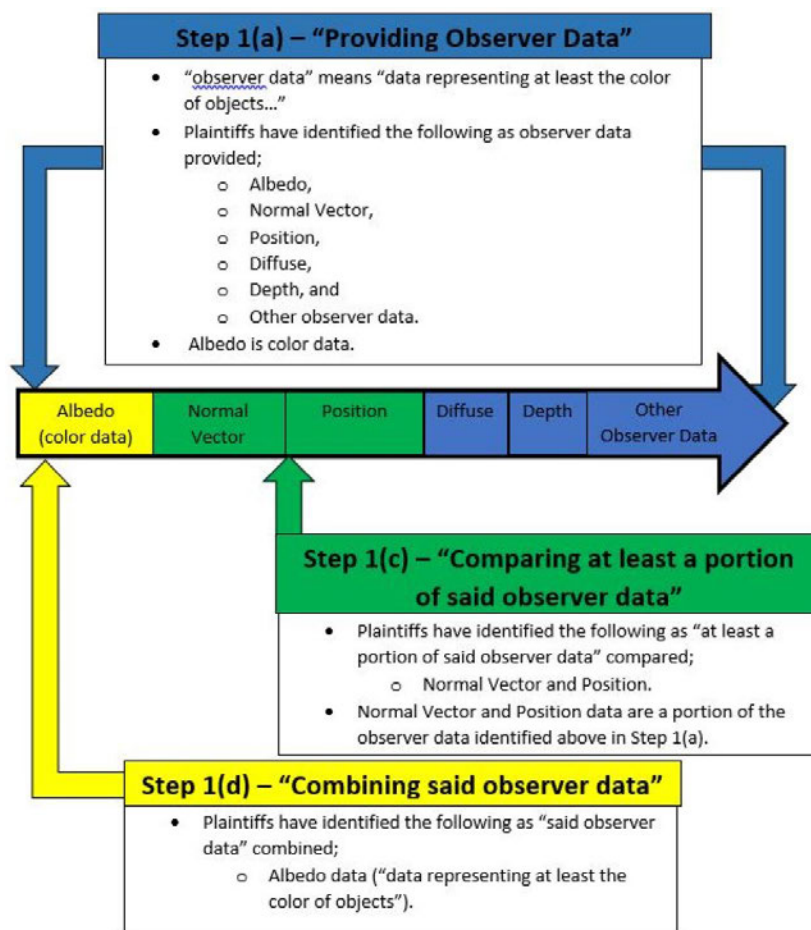 Step 1(a) – “Providing Observer Data”
• “observer data” means “data representing at least the color
of objects...”
• Plaintiffs have identified the following as observer data
provided;
o Albedo,
o Normal Vector,
o Position,
o Diffuse,
o Depth, and
o Other observer data.
• Albedo is color data.
Albedo
(color data)
Normal
Vector
Position
Diffuse
Depth
Other
Observer Data
Step 1(c) – “Comparing at least a portion
of said observer data”
• Plaintiffs have identified the following as “at least a
portion of said observer data” compared;
o Normal Vector and Position.
• Normal Vector and Position data are a portion of the
observer data identified above in Step 1(a).
Step 1(d) – “Combining said observer data”
• Plaintiffs have identified the following as “said observer
data” combined;
o Albedo data (“data representing at least the
color of objects”).